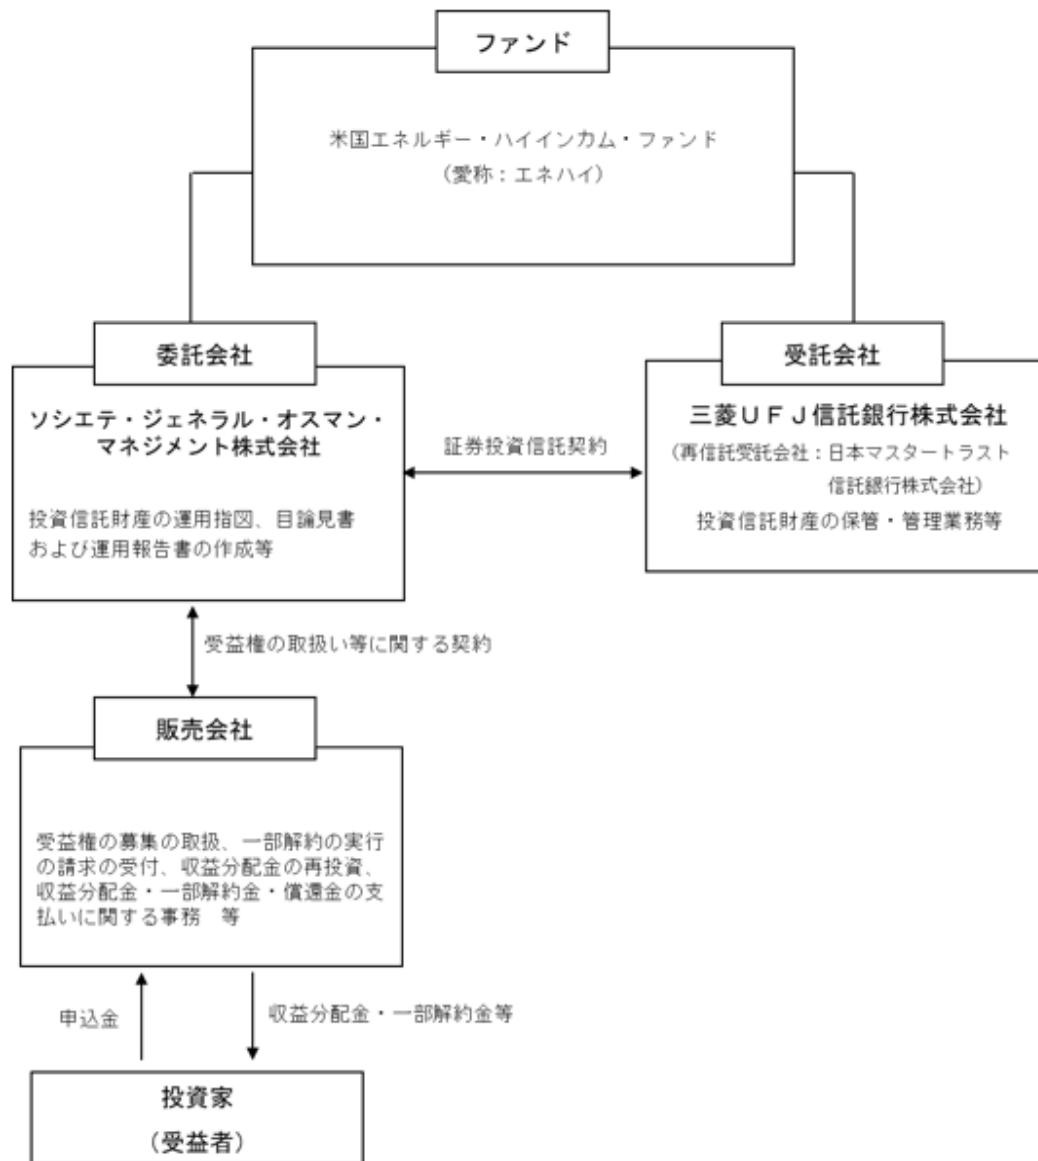 ファンド
米国エネルギー・ハイインカム・ファンド
（愛称：エネハイ）
委託会社
ソシエテ・ジェネラル・オスマン・
マネジメント株式会社
投資信託財産の運用指図、目論見書
および運用報告書の作成等
証券投資信託契約
受託会社
三菱ＵＦＪ信託銀行株式会社
（再信託受託会社：日本マスタートラスト
信託銀行株式会社）
投資信託財産の保管・管理業務等
受益権の取扱い等に関する契約
販売会社
受益権の募集の取扱、一部解約の実行
の請求の受付、収益分配金の再投資、
収益分配金・一部解約金・償還金の支
払いに関する事務　等
申込金
収益分配金・一部解約金等
投資家
（受益者）